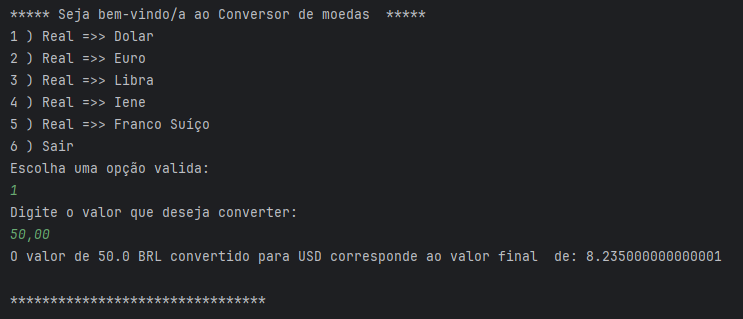 ***** Seja bem-vindo/a ao Conversor de moedas  *****
1 ) Real =>> Dolar
2 ) Real =>> Euro
3 ) Real =>> Libra
4 ) Real =>> Iene
5 ) Real =>> Franco Suíço
6 ) Sair
Escolha uma opção valida:
1
Digite o valor que deseja converter:
50,00
O valor de 50.0 BRL convertido para USD corresponde ao valor final  de: 8.235000000000001
********************************